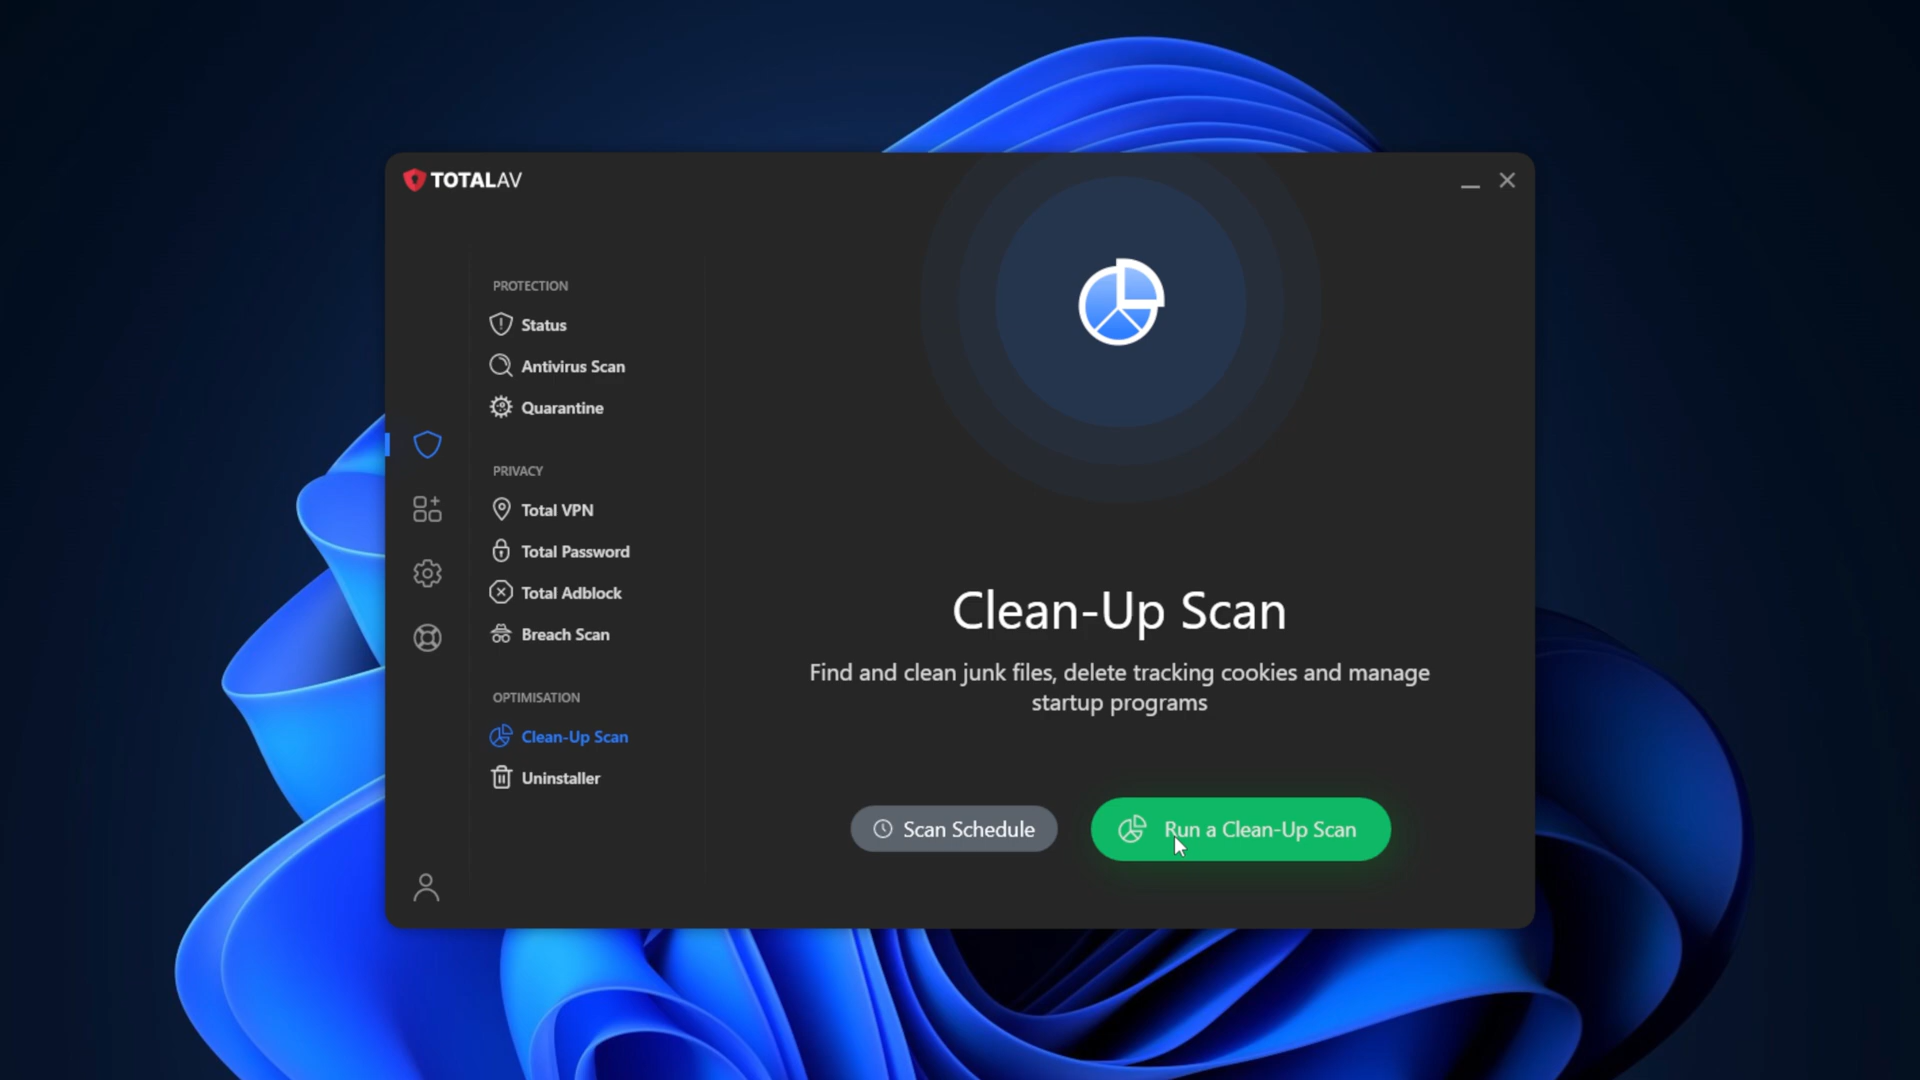 TOTALAV
PROTECTION
Status
Antivirus Scan
Quarantine
PRIVACY
Total VPN
Total Password
Total Adblock
Breach Scan
OPTIMISATION
Clean-Up Scan
Uninstaller
Clean-Up Scan
Find and clean junk files, delete tracking cookies and manage
startup programs
Scan Schedule
Run a Clean-Up Scan